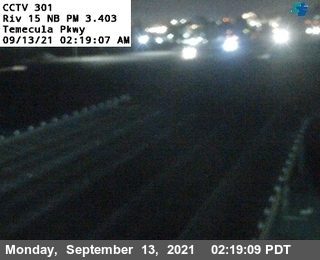 CCTV 301
Riv 15 NB PM 3.403
Temecula Pkwy
09/13/21 02:19:07 AM
Monday, September 13, 2021 02:19:09 PDT